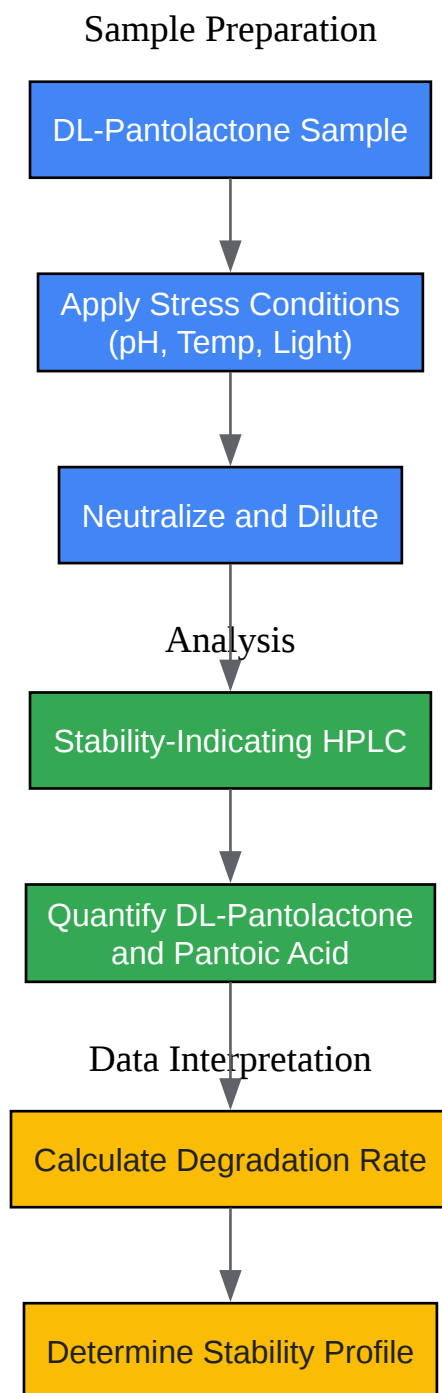 Sample Preparation
DL-Pantolactone Sample
Apply Stress Conditions
(pH, Temp, Light)
Neutralize and Dilute
Analysis
Stability-Indicating HPLC
Quantify DL-Pantolactone
and Pantoic Acid
Data Interpretation
Calculate Degradation Rate
Determine Stability Profile